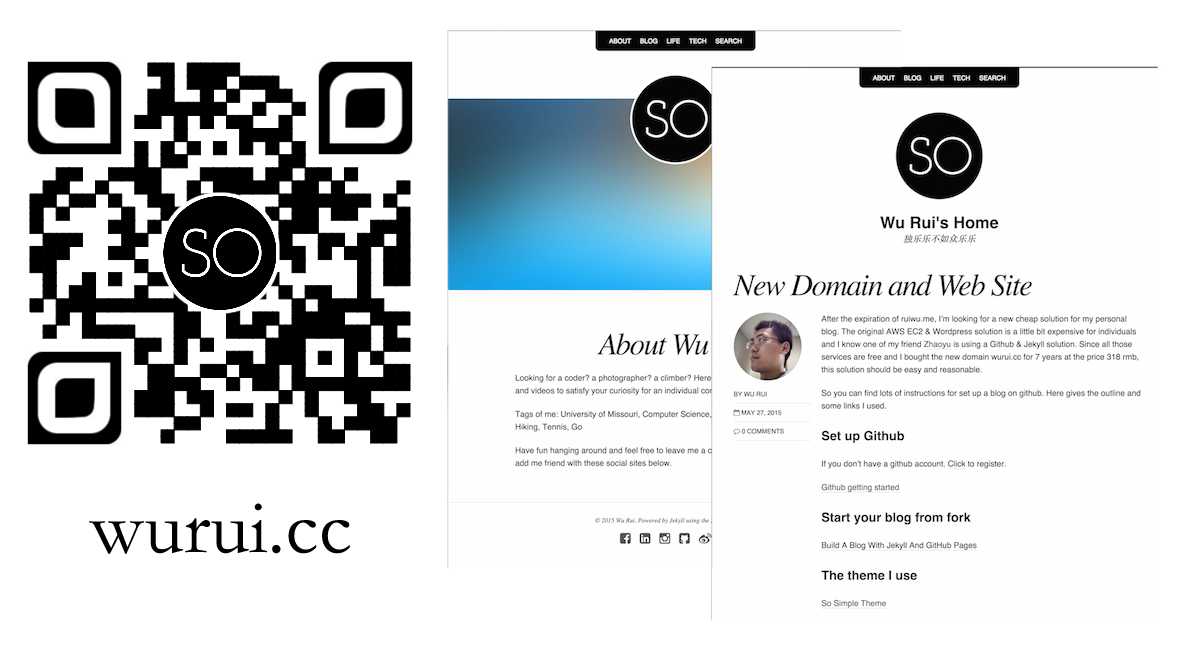 SO
wurui.cc
ABOUT BLOG LIFE TECH SEARCH
SO
About Wu
Looking for a coder? a photographer? a climber? Here
and videos to satisfy your curiosity for an individual
Tags of me: University of Missouri, Computer Science,
Hiking, Tennis, Go
Have fun hanging around and feel free to leave me a
add me friend with these social sites below.
© 2015 Wu Rui. Powered by Jekyll using the
ABOUT BLOG LIFE TECH SEARCH
SO
Wu Rui's Home
独乐乐不如众乐乐
New Domain and Web Site
BY WU RUI
MAY 27, 2015
0 COMMENTS
After the expiration of ruiwu.me, I'm looking for a new cheap solution for my personal
blog. The original AWS EC2 & Wordpress solution is a little bit expensive for individuals
and I know one of my friend Zhaoyu is using a Github & Jekyll solution. Since all those
services are free and I bought the new domain wurui.cc for 7 years at the price 318 rmb,
this solution should be easy and reasonable.
So you can find lots of instructions for set up a blog on github. Here gives the outline and
some links I used.
Set up Github
If you don't have a github account. Click to register.
Github getting started
Start your blog from fork
Build A Blog With Jekyll And GitHub Pages
The theme I use
So Simple Theme